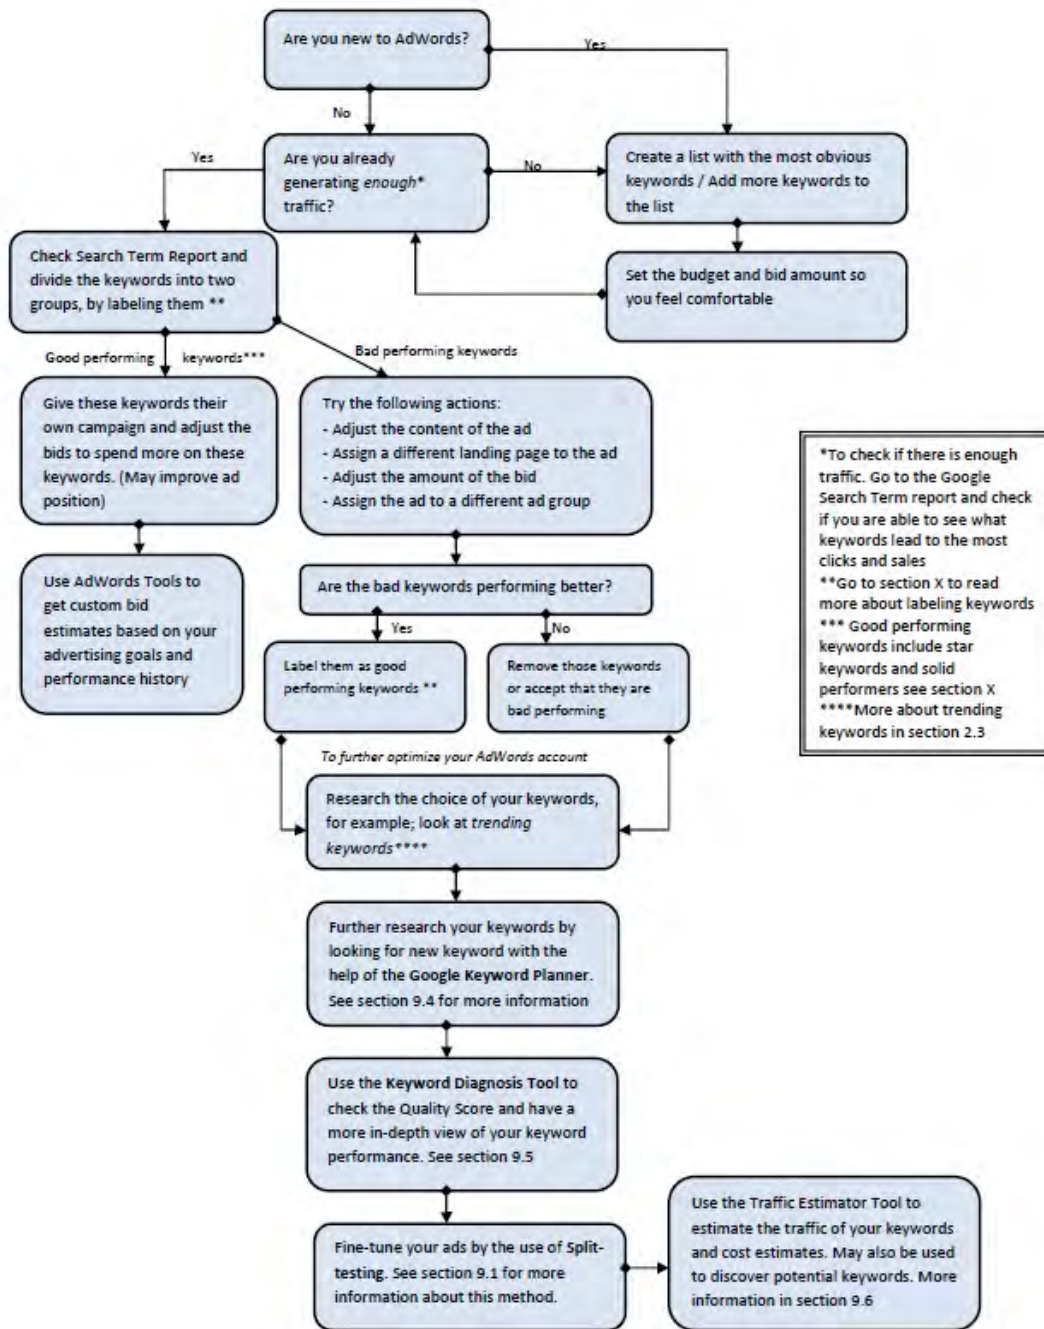 Are you new to AdWords?
Yes
No
Are you already
generating enough*
traffic?
Yes
No
Create a list with the most obvious
keywords / Add more keywords to
the list
Set the budget and bid amount so
you feel comfortable
Check Search Term Report and
divide the keywords into two
groups, by labeling them **
Good performing keywords***
Bad performing keywords
Give these keywords their
own campaign and adjust the
bids to spend more on these
keywords. (May improve ad
position)
Try the following actions:
- Adjust the content of the ad
- Assign a different landing page to the ad
- Adjust the amount of the bid
- Assign the ad to a different ad group
Use AdWords Tools to
get custom bid
estimates based on your
advertising goals and
performance history
Are the bad keywords performing better?
Yes
No
Label them as good
performing keywords **
Remove those keywords
or accept that they are
bad performing
To further optimize your AdWords account
Research the choice of your keywords,
for example; look at trending
keywords****
Further research your keywords by
looking for new keyword with the
help of the Google Keyword Planner.
See section 9.4 for more information
Use the Keyword Diagnosis Tool to
check the Quality Score and have a
more in-depth view of your keyword
performance. See section 9.5
Fine-tune your ads by the use of Split-
testing. See section 9.1 for more
information about this method.
Use the Traffic Estimator Tool to
estimate the traffic of your keywords
and cost estimates. May also be used
to discover potential keywords. More
information in section 9.6
*To check if there is enough
traffic. Go to the Google
Search Term report and check
if you are able to see what
keywords lead to the most
clicks and sales
**Go to section X to read
more about labeling keywords
*** Good performing
keywords include star
keywords and solid
performers see section X
****More about trending
keywords in section 2.3